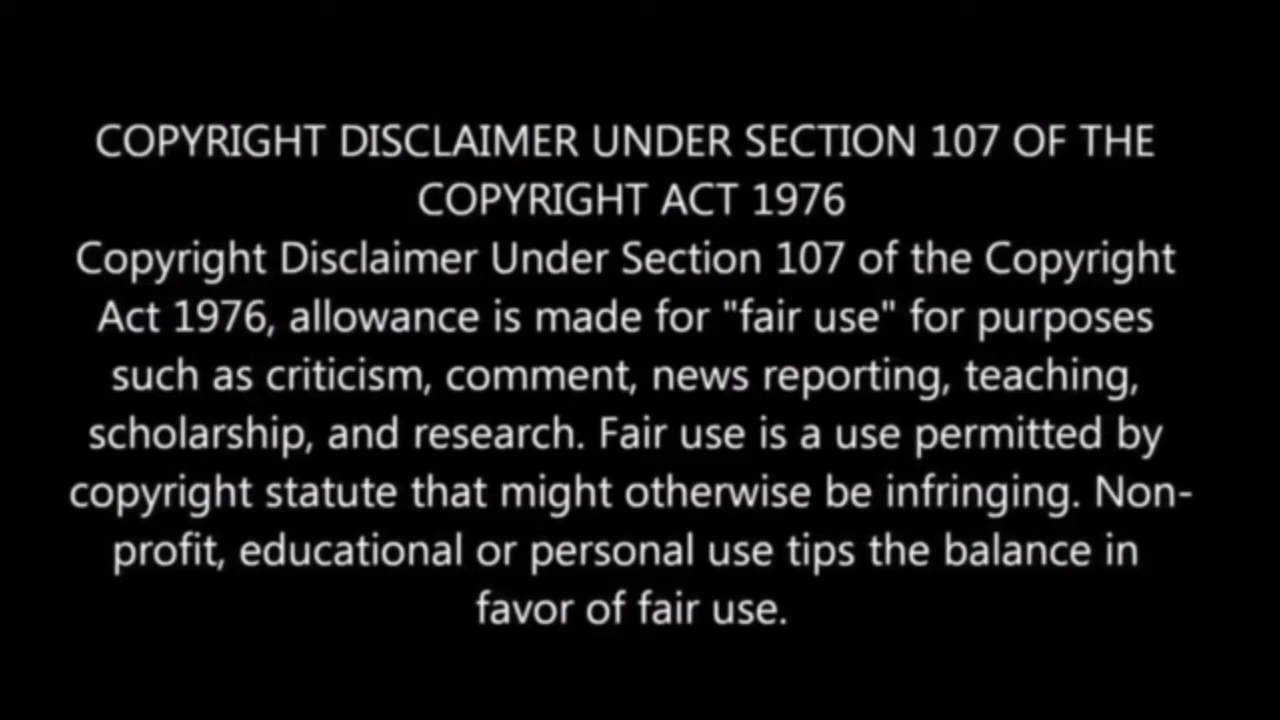 COPYRIGHT DISCLAIMER UNDER SECTION 107 OF THE
COPYRIGHT ACT 1976
Copyright Disclaimer Under Section 107 of the Copyright
Act 1976, allowance is made for "fair use" for purposes
such as criticism, comment, news reporting, teaching,
scholarship, and research. Fair use is a use permitted by
copyright statute that might otherwise be infringing. Non-
profit, educational or personal use tips the balance in
favor of fair use.